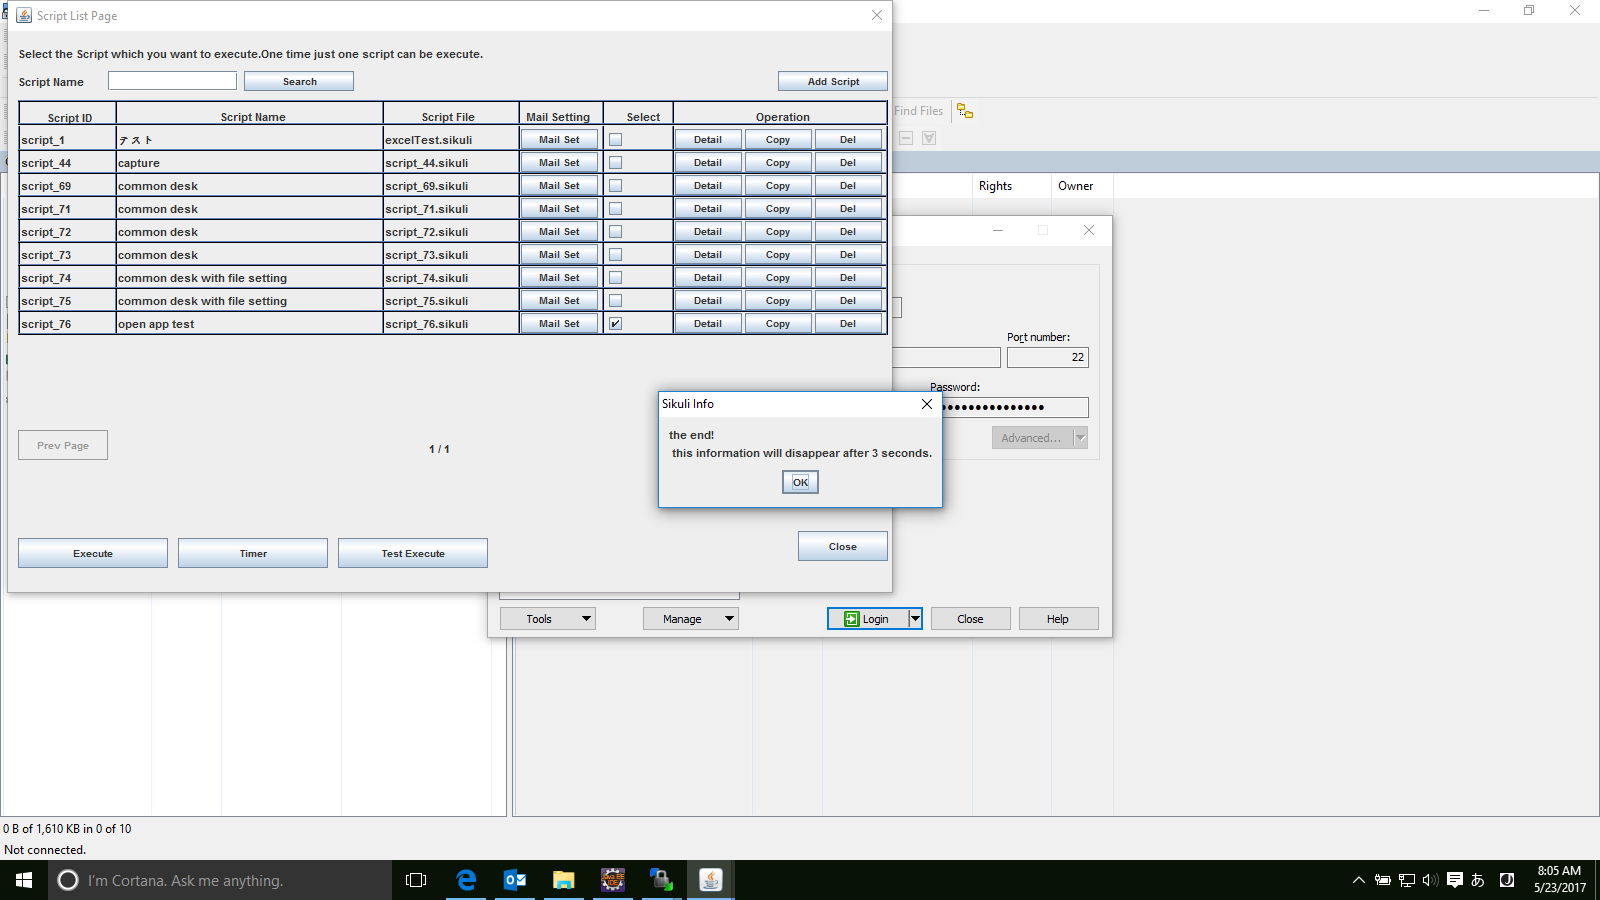 Script List Page
Select the Script which you want to execute.One time just one script can be execute.
Script Name Search Add Script
Script ID Script Name Script File Mail Setting Select Operation
script_1 テスト excelTest.sikuli Mail Set Detail Copy Del
script_44 capture script_44.sikuli Mail Set Detail Copy Del
script_69 common desk script_69.sikuli Mail Set Detail Copy Del
script_71 common desk script_71.sikuli Mail Set Detail Copy Del
script_72 common desk script_72.sikuli Mail Set Detail Copy Del
script_73 common desk script_73.sikuli Mail Set Detail Copy Del
script_74 common desk with file setting script_74.sikuli Mail Set Detail Copy Del
script_75 common desk with file setting script_75.sikuli Mail Set Detail Copy Del
script_76 open app test script_76.sikuli Mail Set Detail Copy Del
Prev Page 1 / 1
Execute Timer Test Execute Close
Sikuli Info
the end!
this information will disappear after 3 seconds.
OK
Find Files
Rights Owner
Port number:
22
Password:
Advanced...
Tools Manage Login Close Help
0 B of 1,610 KB in 0 of 10
Not connected.
I'm Cortana. Ask me anything.
Java EE
IDE
あ
8:05 AM
5/23/2017